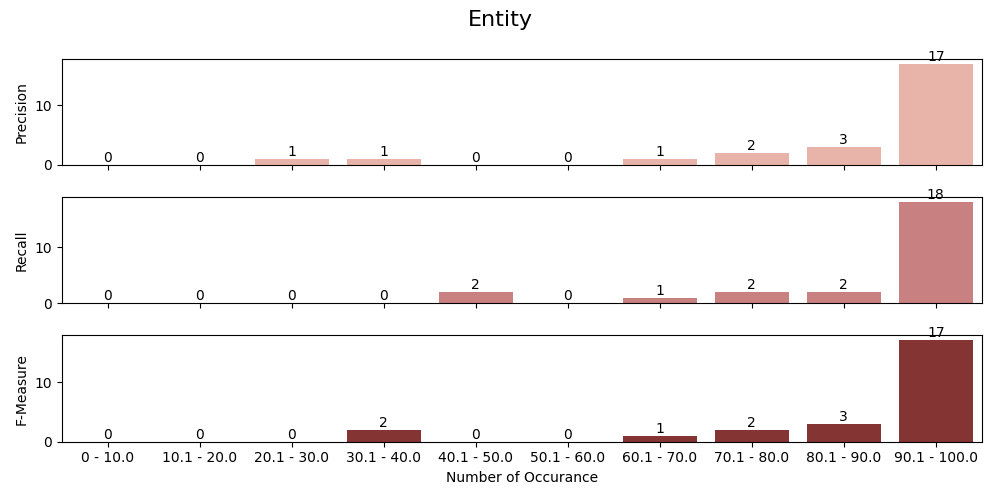 Entity
Precision
10
0
0 0 1 1 0 0 1 2 3 17
Recall
10
0
0 0 0 0 2 0 1 2 2 18
F-Measure
10
0
0 0 0 2 0 0 1 2 3 17
0 - 10.0 10.1 - 20.0 20.1 - 30.0 30.1 - 40.0 40.1 - 50.0 50.1 - 60.0 60.1 - 70.0 70.1 - 80.0 80.1 - 90.0 90.1 - 100.0
Number of Occurance